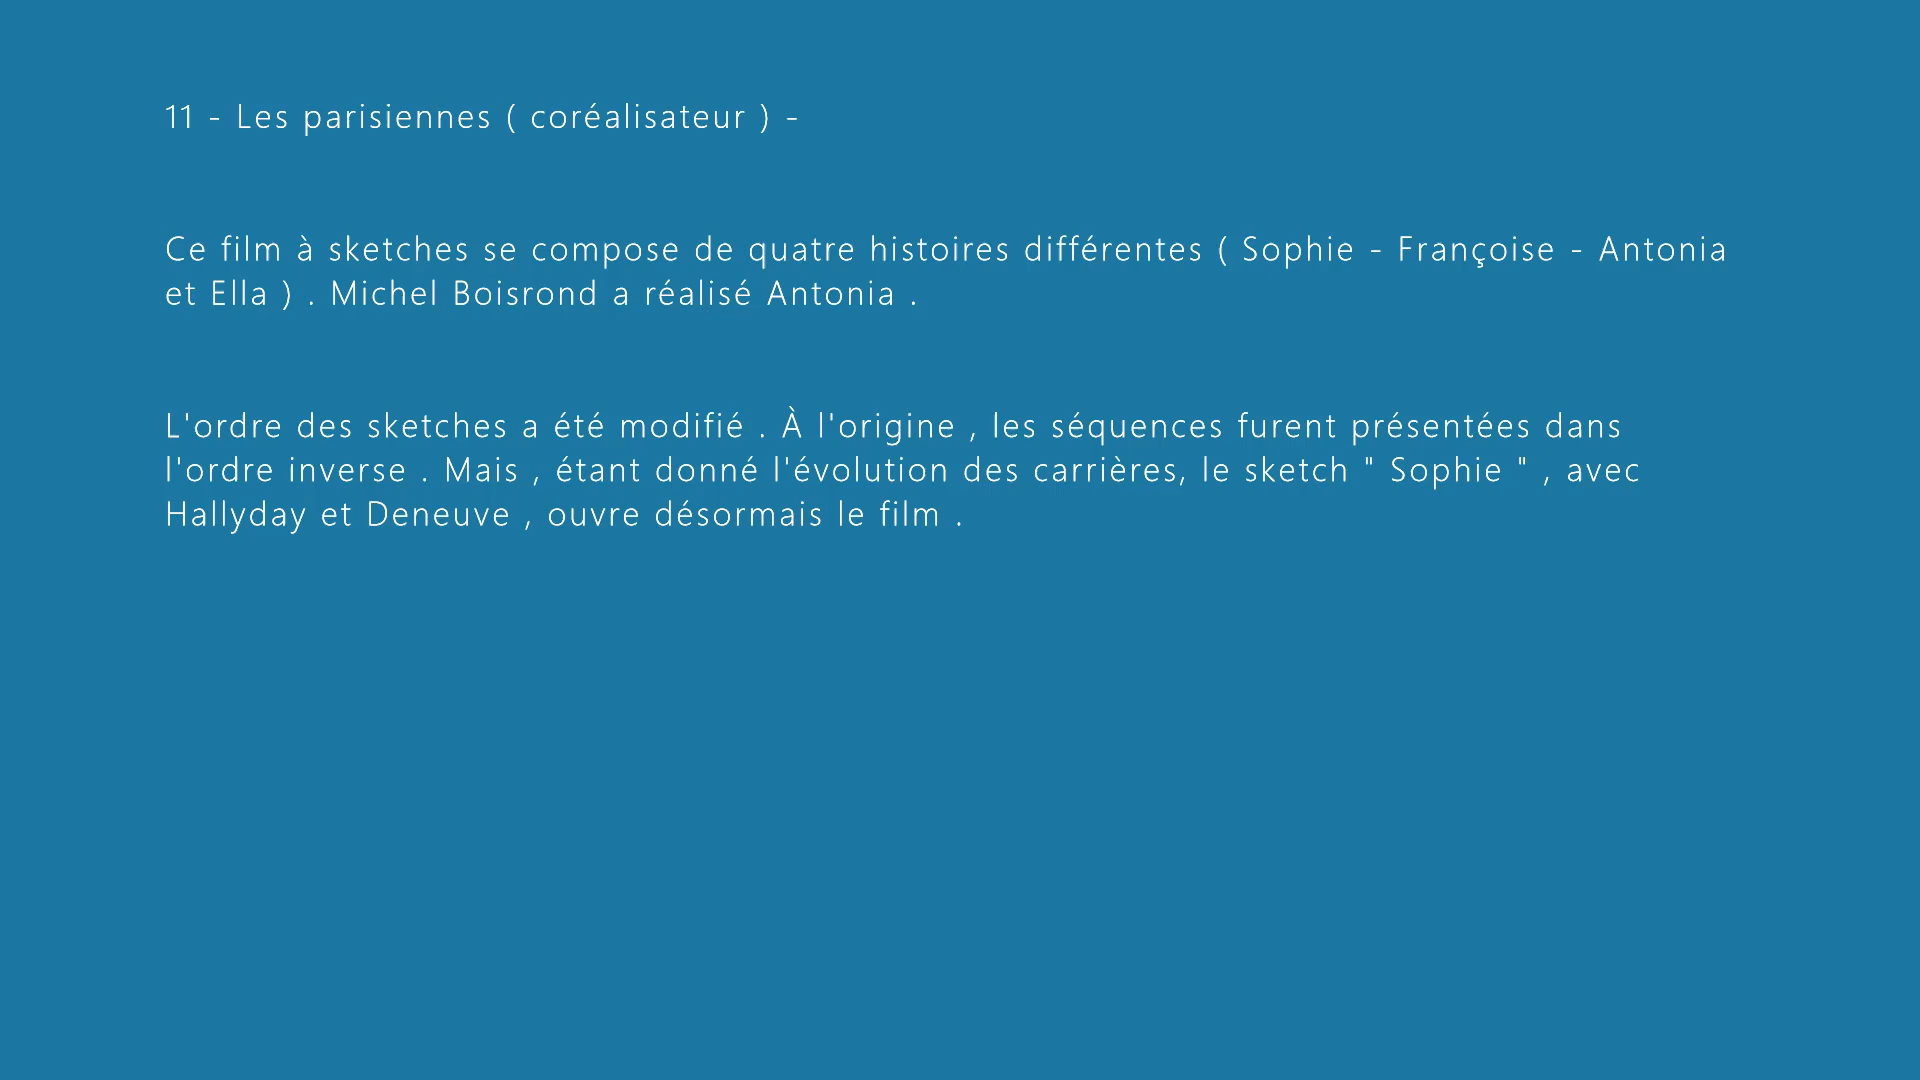 11 - Les parisiennes ( coréalisateur ) -
Ce film à sketches se compose de quatre histoires différentes ( Sophie - Françoise - Antonia
et Ella ) . Michel Boisrond a réalisé Antonia .
L'ordre des sketches a été modifié . À l'origine , les séquences furent présentées dans
l'ordre inverse . Mais , étant donné l'évolution des carrières, le sketch " Sophie " , avec
Hallyday et Deneuve , ouvre désormais le film .